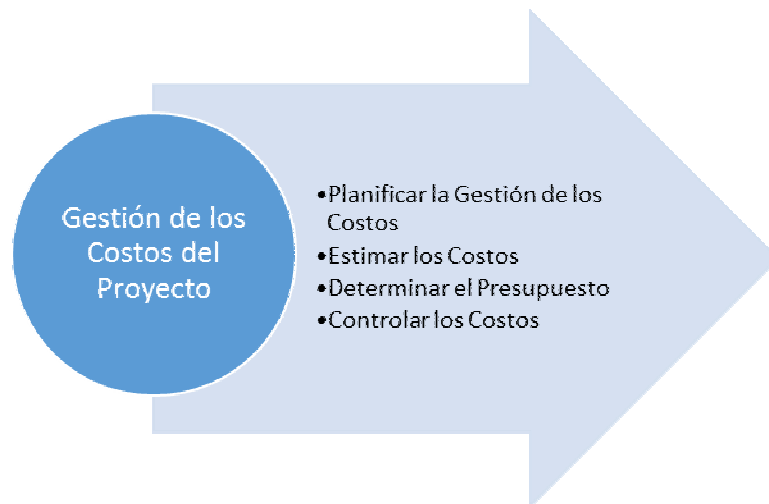 Gestión de los
Costos del
Proyecto
•Planificar la Gestión de los
Costos
•Estimar los Costos
•Determinar el Presupuesto
•Controlar los Costos